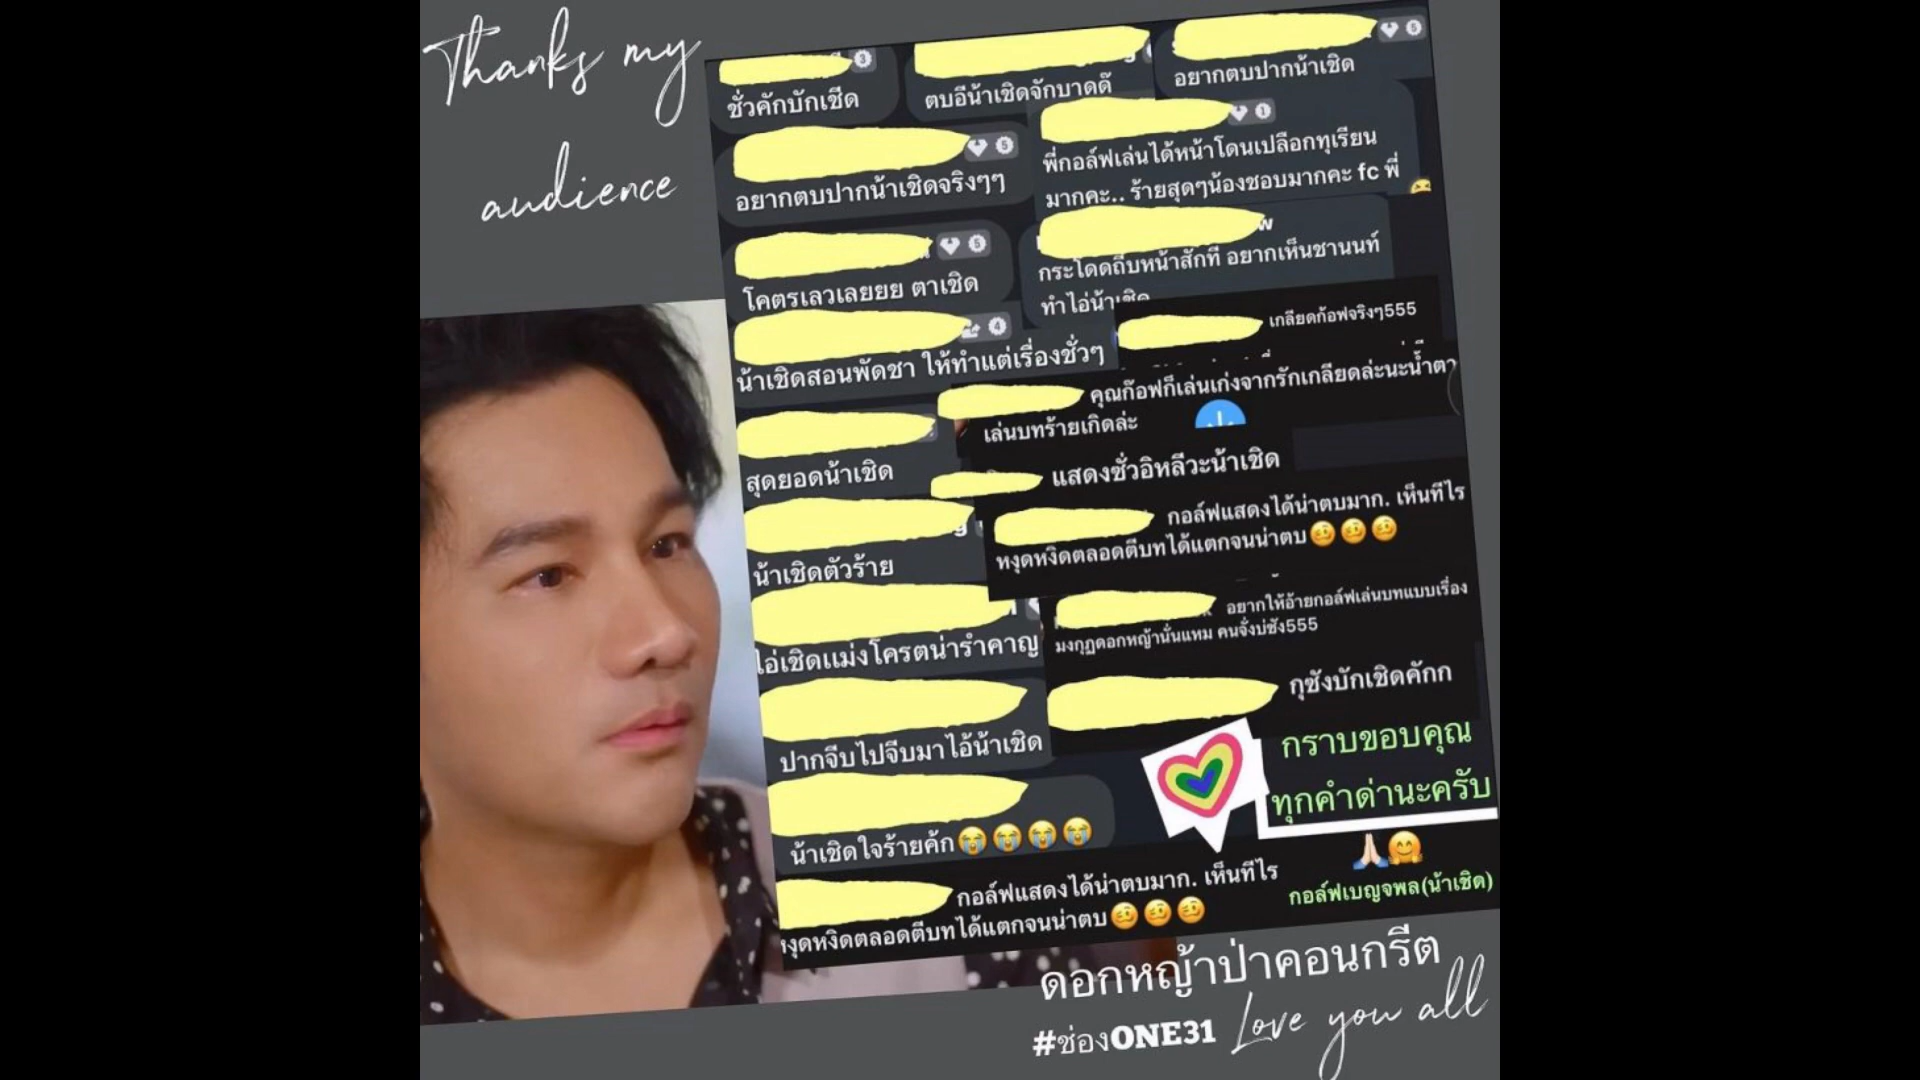 Thanks my
audience
ชั่วคักบักเชีด
ตบอีน้าเชิดจักบาดดิ๊
อยากตบปากน้าเชิด
อยากตบปากน้าเชิดจริงๆๆ
พี่กอล์ฟเล่นได้หน้าโดนเปลือกทุเรียน
มากคะ.. ร้ายสุดๆน้องชอบมากคะ fc พี่
โคตรเลวเลยยย ตาเชิด
กระโดดถีบหน้าสักที อยากเห็นชานนท์
ทำไอ่น้าเชิด
น้าเชิดสอนพัดชา ให้ทำแต่เรื่องชั่วๆ
เกลียดก้อฟจริงๆ555
คุณก๊อฟก็เล่นเก่งจากรักเกลียดล่ะนะน้ำตา
เล่นบทร้ายเกิดล่ะ
สุดยอดน้าเชิด
แสดงชั่วอิหลีวะน้าเชิด
กอล์ฟแสดงได้น่าตบมาก. เห็นทีไร
หงุดหงิดตลอดตีบทได้แตกจนน่าตบ🥴🥴🥴
น้าเชิดตัวร้าย
อยากให้อ้ายกอล์ฟเล่นบทแบบเรื่อง
มงกุฎดอกหญ้านั่นแหม คนจั่งบ่ซัง555
ไอ่เชิดแม่งโครตน่ารำคาญ
กุซังบักเชิดคักก
ปากจีบไปจีบมาไอ้น้าเชิด
น้าเชิดใจร้ายคัก😭😭😭😭
กอล์ฟแสดงได้น่าตบมาก. เห็นทีไร
หงุดหงิดตลอดตีบทได้แตกจนน่าตบ🥴🥴🥴
กราบขอบคุณ
ทุกคำด่านะครับ
🙏🏻🤗
กอล์ฟเบญจพล(น้าเชิด)
ดอกหญ้าป่าคอนกรีต
#ช่องONE31 Love you all